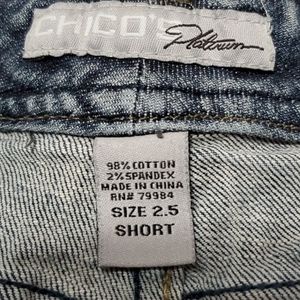 CHICO'S
Platinum
98% COTTON
2% SPANDEX
MADE IN CHINA
RN# 79984
SIZE 2.5
SHORT